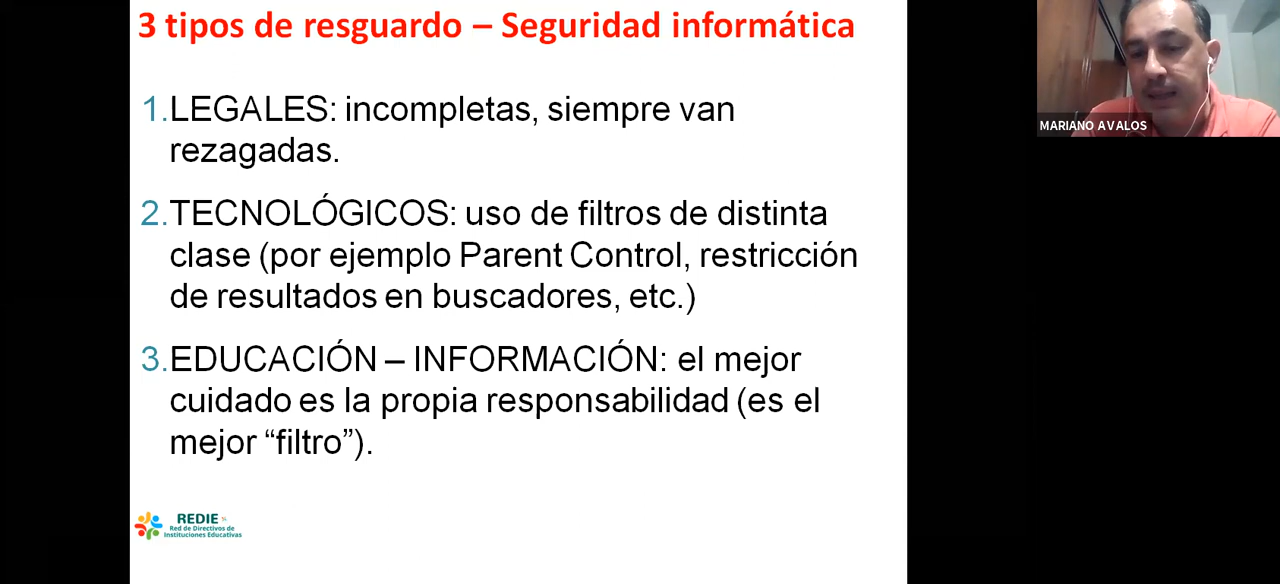 3 tipos de resguardo – Seguridad informática
1. LEGALES: incompletas, siempre van
rezagadas.
2. TECNOLÓGICOS: uso de filtros de distinta
clase (por ejemplo Parent Control, restricción
de resultados en buscadores, etc.)
3. EDUCACIÓN – INFORMACIÓN: el mejor
cuidado es la propia responsabilidad (es el
mejor “filtro”).
REDIE
Red de Directivos de
Instituciones Educativas
MARIANO AVALOS